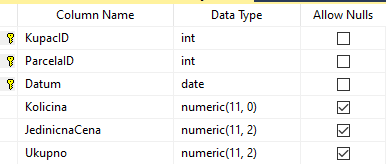 Column Name Data Type Allow Nulls
KupacID int
ParcelaID int
Datum date
Kolicina numeric(11, 0)
JedinicnaCena numeric(11, 2)
Ukupno numeric(11, 2)